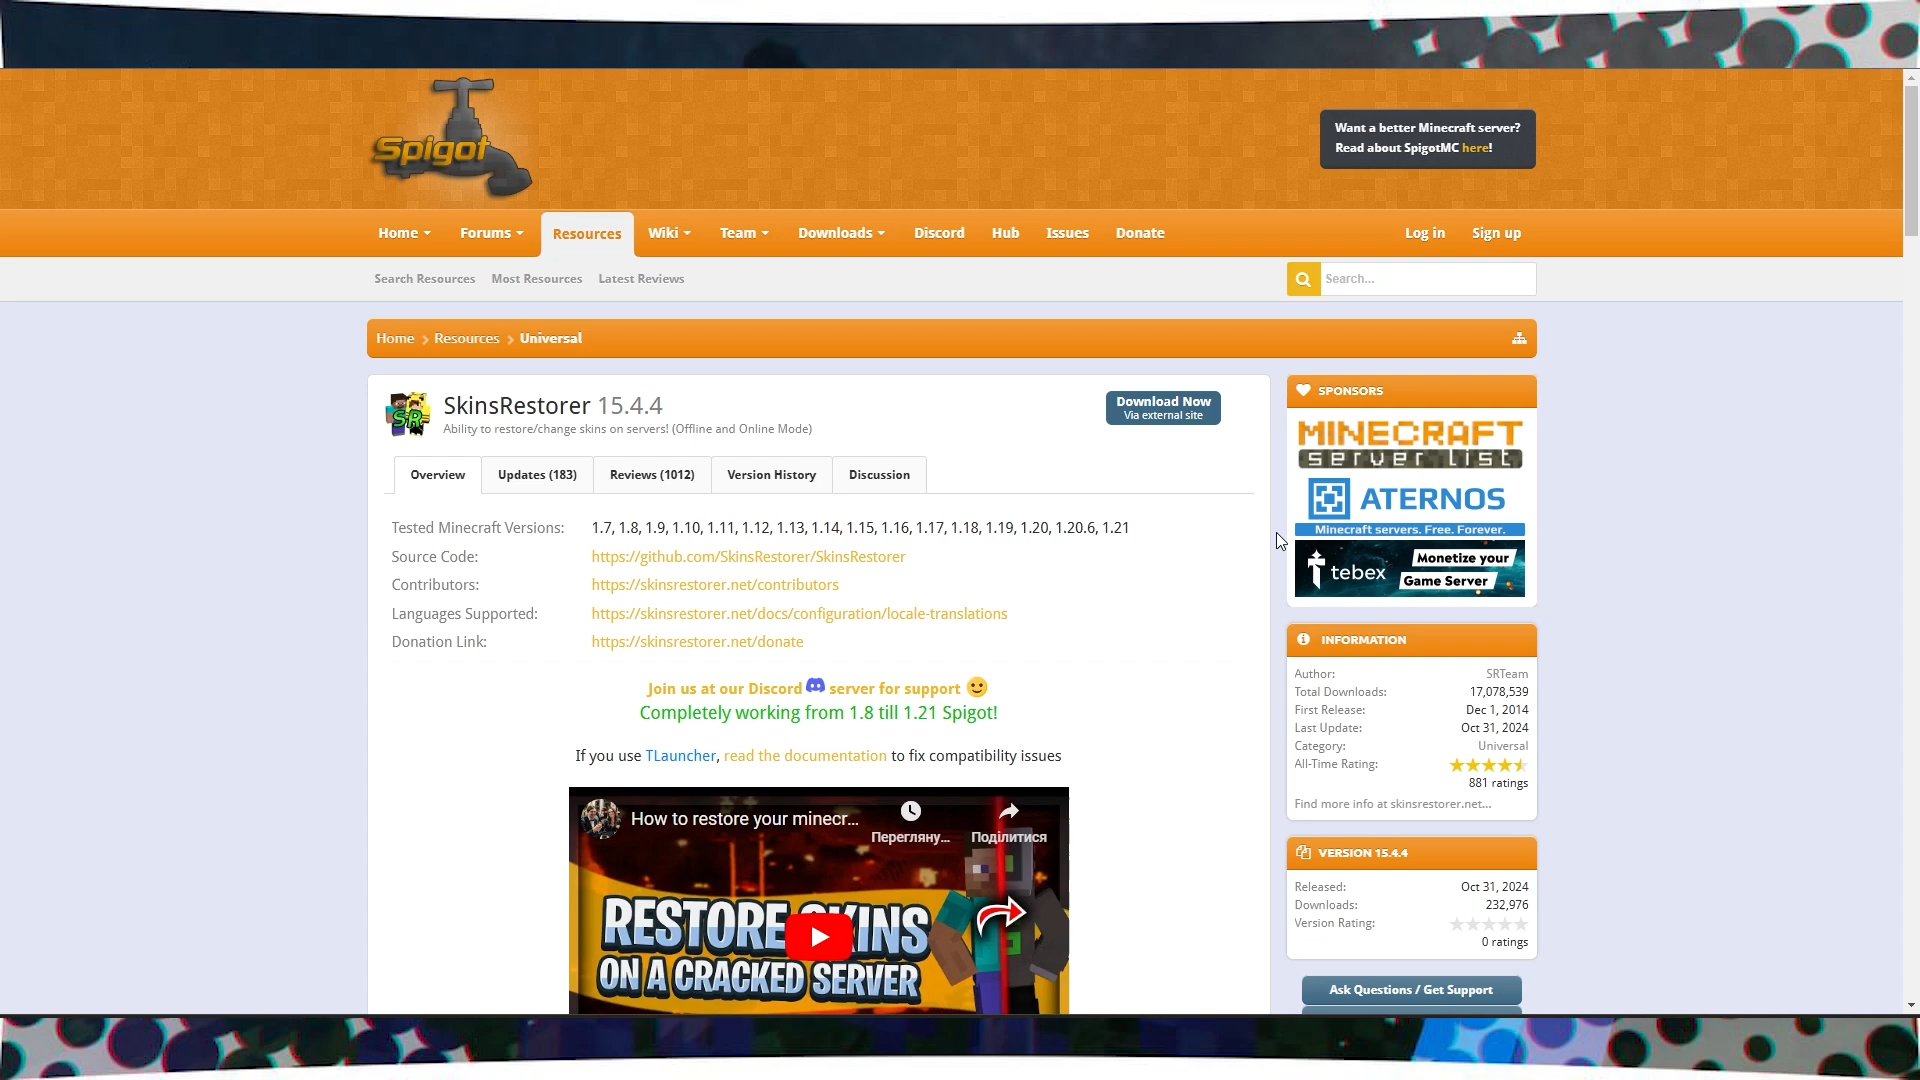 Spigot
Want a better Minecraft server?
Read about SpigotMC here!
Home Forums Resources Wiki Team Downloads Discord Hub Issues Donate Log in Sign up
Search Resources Most Resources Latest Reviews Search...
Home Resources Universal
SR
SkinsRestorer 15.4.4
Ability to restore/change skins on servers! (Offline and Online Mode)
Download Now
Via external site
Overview Updates (183) Reviews (1012) Version History Discussion
Tested Minecraft Versions: 1.7, 1.8, 1.9, 1.10, 1.11, 1.12, 1.13, 1.14, 1.15, 1.16, 1.17, 1.18, 1.19, 1.20, 1.20.6, 1.21
Source Code: https://github.com/SkinsRestorer/SkinsRestorer
Contributors: https://skinsrestorer.net/contributors
Languages Supported: https://skinsrestorer.net/docs/configuration/locale-translations
Donation Link: https://skinsrestorer.net/donate
Join us at our Discord server for support
Completely working from 1.8 till 1.21 Spigot!
If you use TLauncher, read the documentation to fix compatibility issues
How to restore your minecr...
Перегляну... Поділитися
RESTORE SKINS
ON A CRACKED SERVER
SPONSORS
MINECRAFT
server list
ATERNOS
Minecraft servers. Free. Forever.
tebex
Monetize your
Game Server
INFORMATION
Author: SRTeam
Total Downloads: 17,078,539
First Release: Dec 1, 2014
Last Update: Oct 31, 2024
Category: Universal
All-Time Rating:
881 ratings
Find more info at skinsrestorer.net...
VERSION 15.4.4
Released: Oct 31, 2024
Downloads: 232,976
Version Rating:
0 ratings
Ask Questions / Get Support